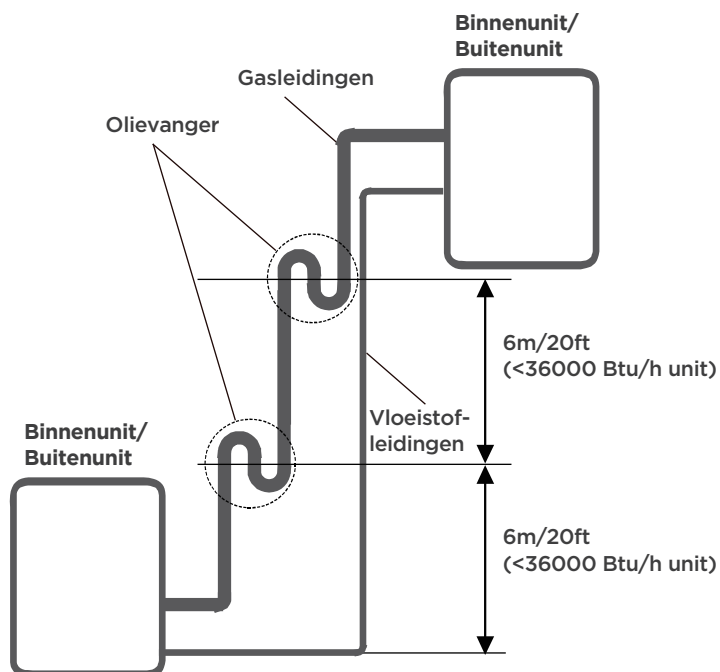 Binnenunit/
Buitenunit
Gasleidingen
Olievanger
6m/20ft
(<36000 Btu/h unit)
Vloeistof-
leidingen
Binnenunit/
Buitenunit
6m/20ft
(<36000 Btu/h unit)